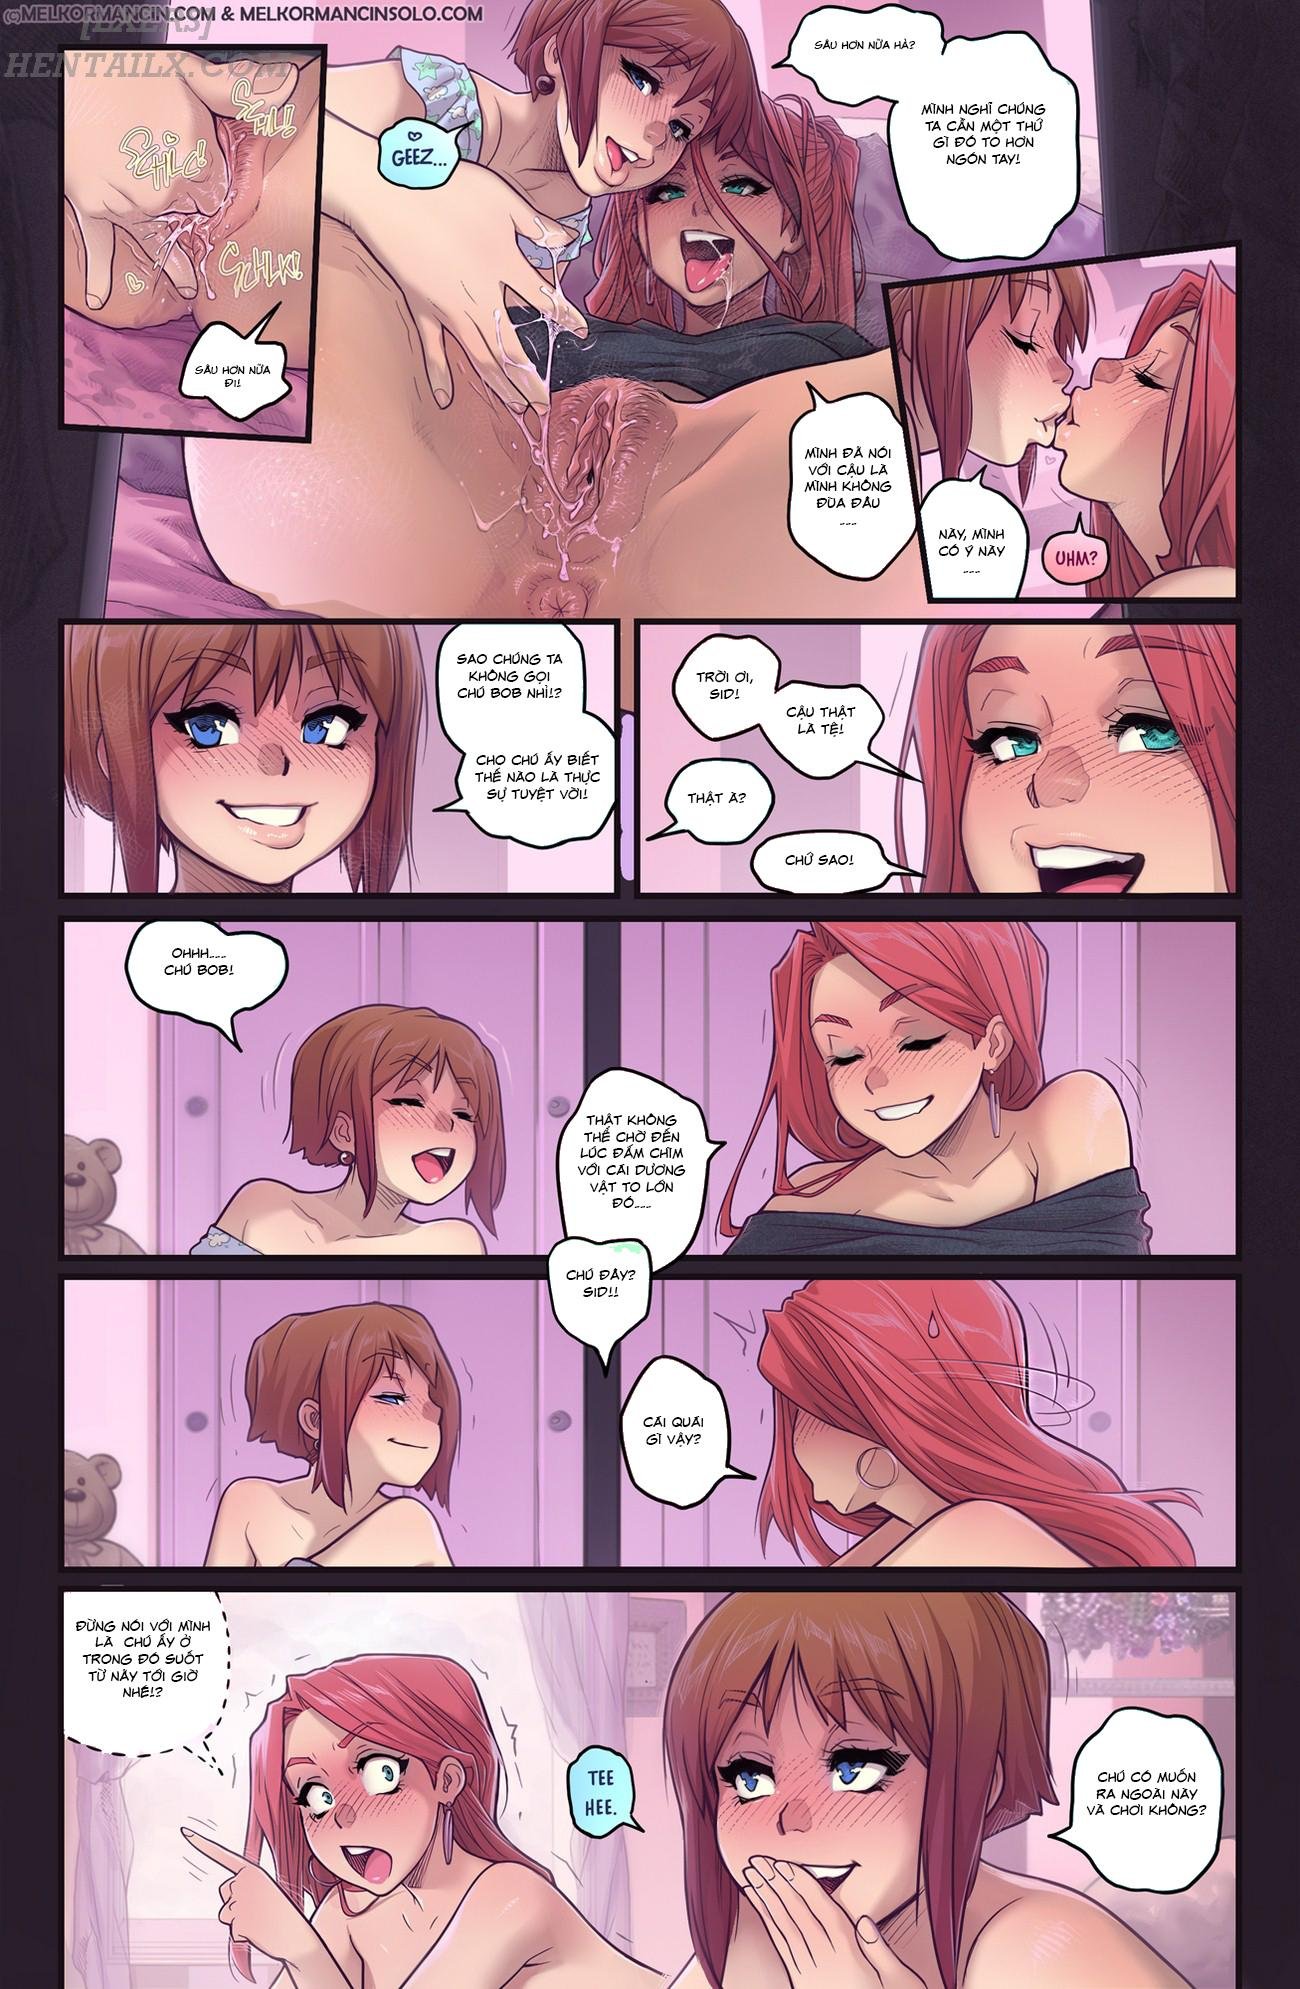 ©MELKORMANCIN.COM & MELKORMANCINSOLO.COM
HENTAILX.COM
SCHL!
SCHLC!
SCHLK!
SÂU HƠN NỮA
ĐI!
GEEZ...
SÂU HƠN NỮA HẢ?
MÌNH NGHĨ CHÚNG
TA CẦN MỘT THỨ
GÌ ĐÓ TO HƠN
NGÓN TAY!
MÌNH ĐÃ NÓI
VỚI CẬU LÀ
MÌNH KHÔNG
ĐÙA ĐÂU
...
NÀY, MÌNH
CÓ Ý NÀY
...
UHM?
SAO CHÚNG TA
KHÔNG GỌI
CHÚ BOB NHỈ!?
CHO CHÚ ẤY BIẾT
THẾ NÀO LÀ THỰC
SỰ TUYỆT VỜI!
TRỜI ƠI,
SID!
CẬU THẬT
LÀ TỆ!
THẬT À?
CHỨ SAO!
OHHH...
CHÚ BOB!
THẬT KHÔNG
THỂ CHỜ ĐẾN
LÚC ĐẮM CHÌM
VỚI CÁI DƯƠNG
VẬT TO LỚN
ĐÓ...
CHÚ ĐÂY?
SID!!
CÁI QUÁI
GÌ VẬY?
ĐỪNG NÓI VỚI MÌNH
LÀ CHÚ ẤY Ở
TRONG ĐÓ SUỐT
TỪ NÃY TỚI GIỜ
NHÉ!?
TEE
HEE.
CHÚ CÓ MUỐN
RA NGOÀI NÀY
VÀ CHƠI KHÔNG?